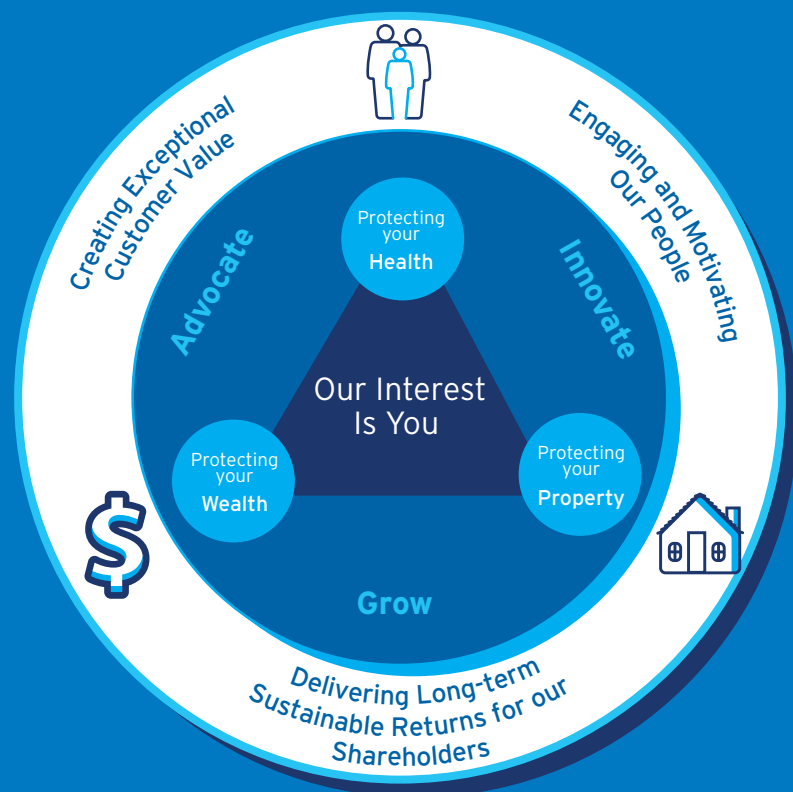 Creating Exceptional
Customer Value
Engaging and Motivating
Our People
Advocate
Innovate
Protecting
your
Health
Our Interest
Is You
Protecting
your
Wealth
Protecting
your
Property
Grow
Delivering Long-term
Sustainable Returns for our
Shareholders